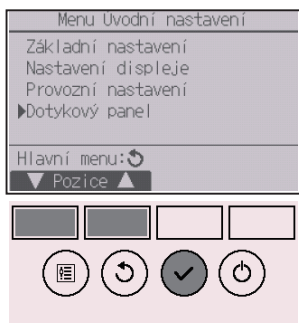 Menu Úvodní nastavení
Základní nastavení
Nastavení displeje
Provozní nastavení
▶Dotykový panel
Hlavní menu:↺
▼ Pozice ▲